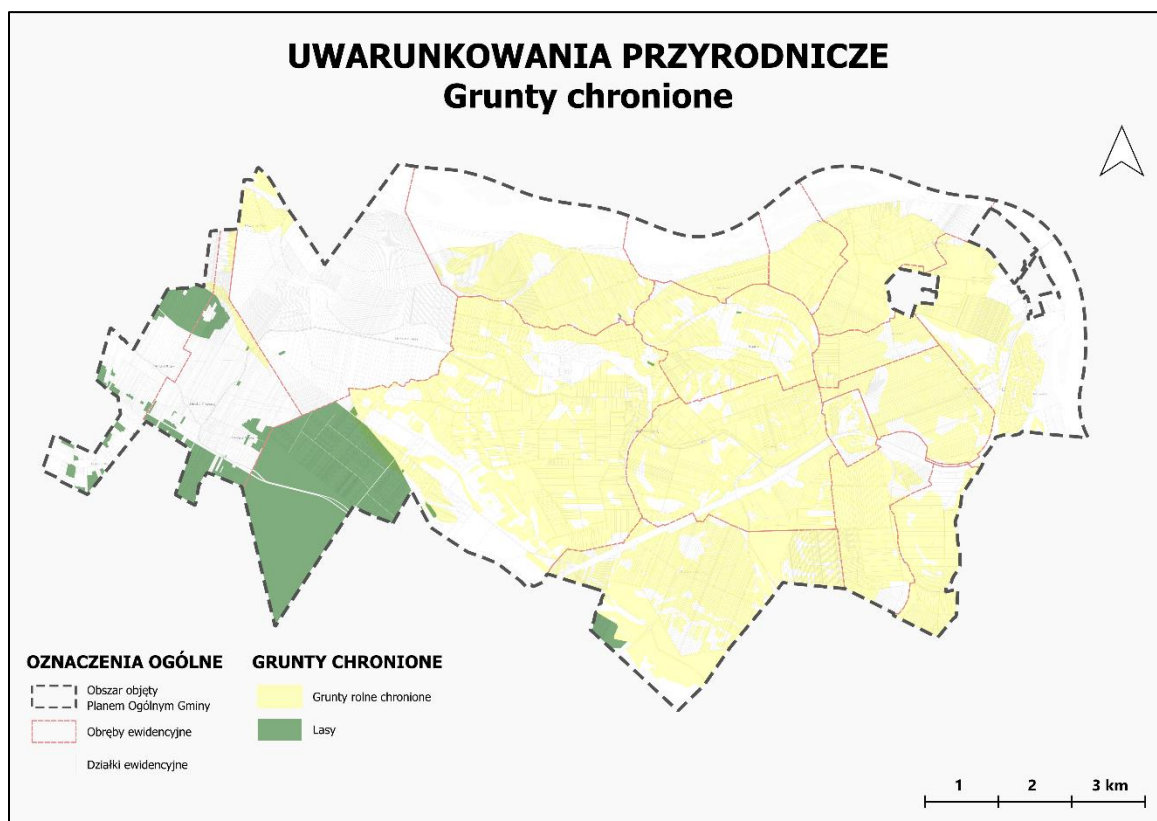 UWARUNKOWANIA PRZYRODNICZE
Grunty chronione
OZNACZENIA OGÓLNE
Obszar objęty
Planem Ogólnym Gminy
Obręby ewidencyjne
Działki ewidencyjne
GRUNTY CHRONIONE
Grunty rolne chronione
Lasy
1 2 3 km